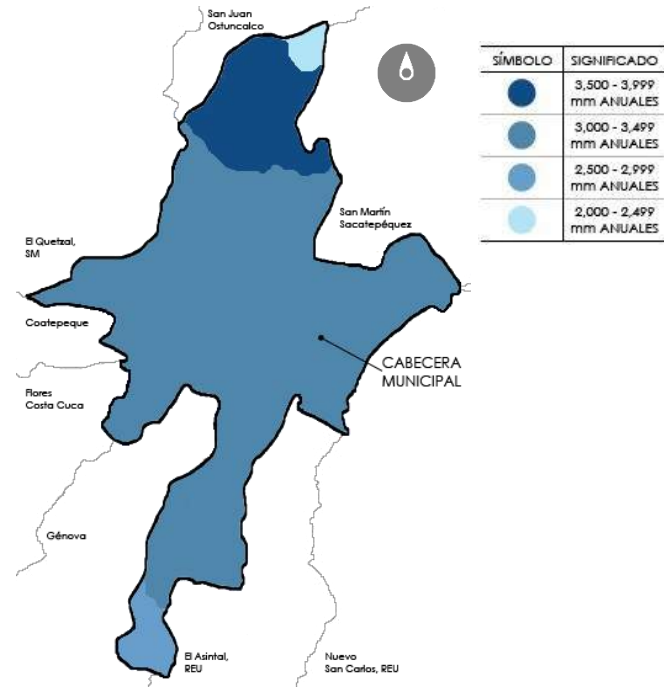 San Juan
Ostuncalco
SÍMBOLO SIGNIFICADO
3,500 - 3,999
mm ANUALES
3,000 - 3,499
mm ANUALES
2,500 - 2,999
mm ANUALES
2,000 - 2,499
mm ANUALES
San Martín
Sacatepéquez
El Quetzal,
SM
Coatepeque
CABECERA
MUNICIPAL
Flores
Costa Cuca
Génova
El Asintal,
REU
Nuevo
San Carlos, REU